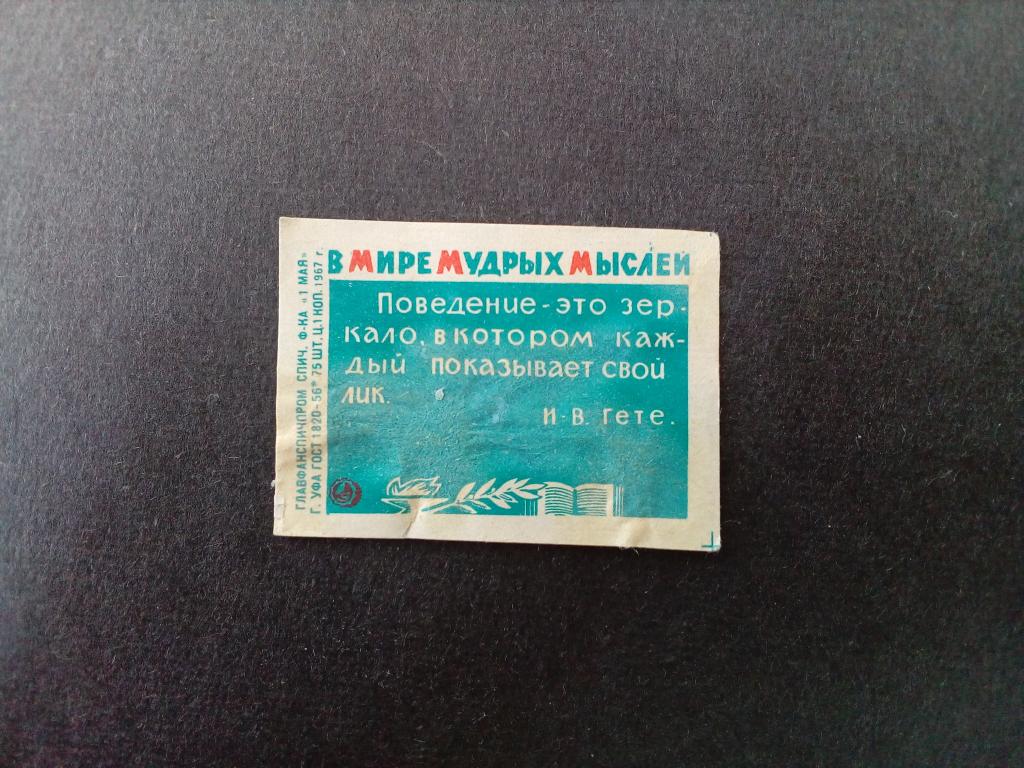 В МИРЕ МУДРЫХ МЫСЛЕЙ
Поведение - это зер-
кало, в котором каж-
дый показывает свой
лик.
И-В. Гете.
ГЛАВФАНСПИЧПРОМ СПИЧ. Ф-КА «1 МАЯ»
Г. УФА ГОСТ 1820-56* 75 ШТ. Ц.1 КОП. 1967 г.